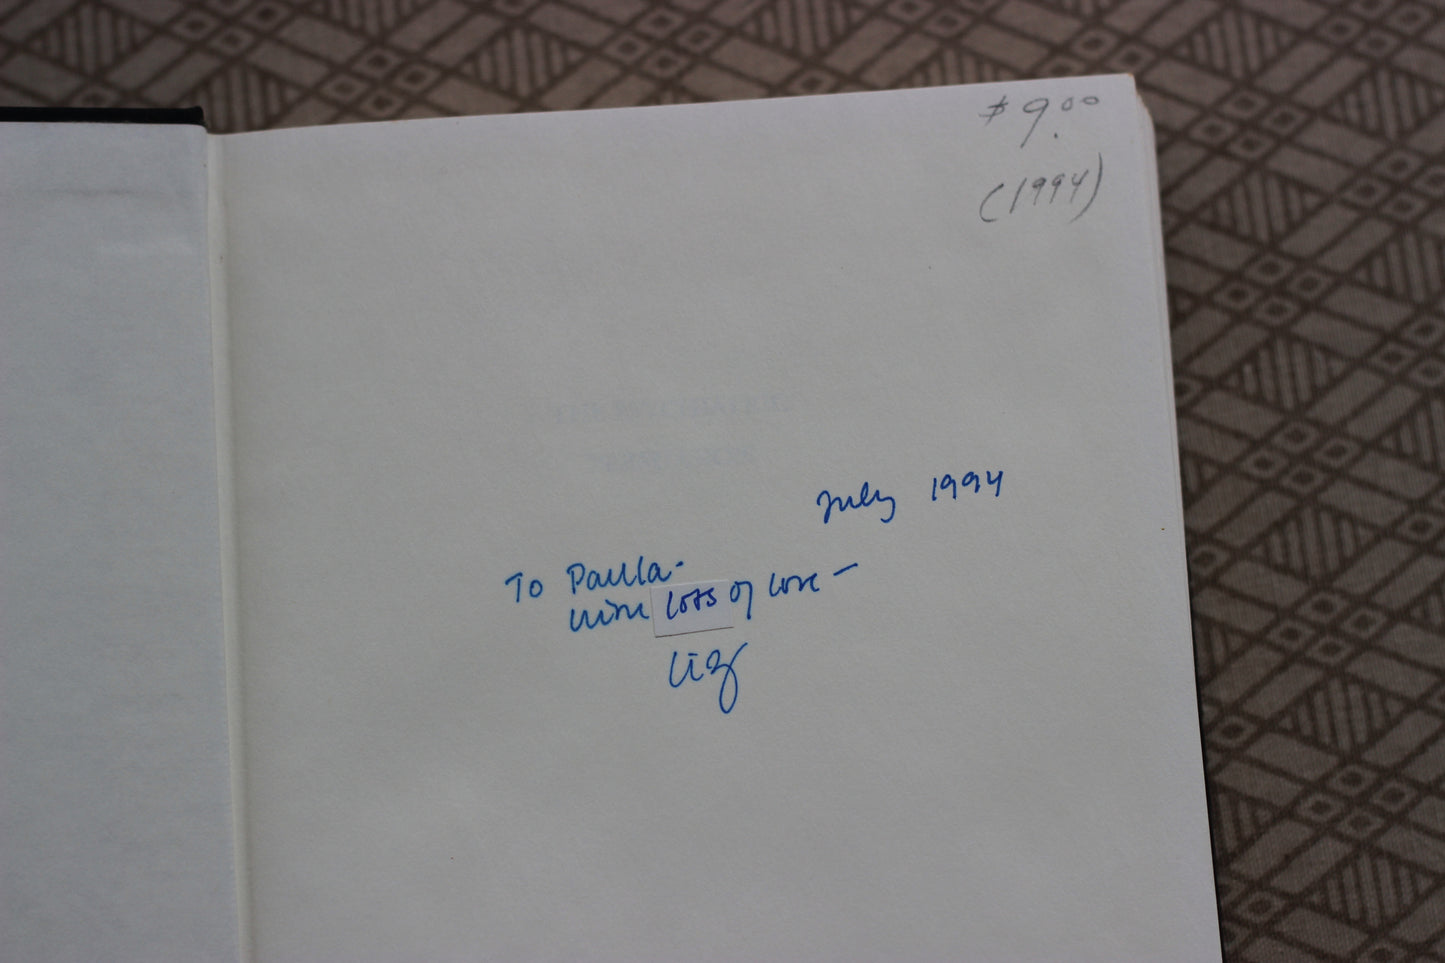 $9.00
(1994)
July 1994
To Paula-
with lots of love —
Liz